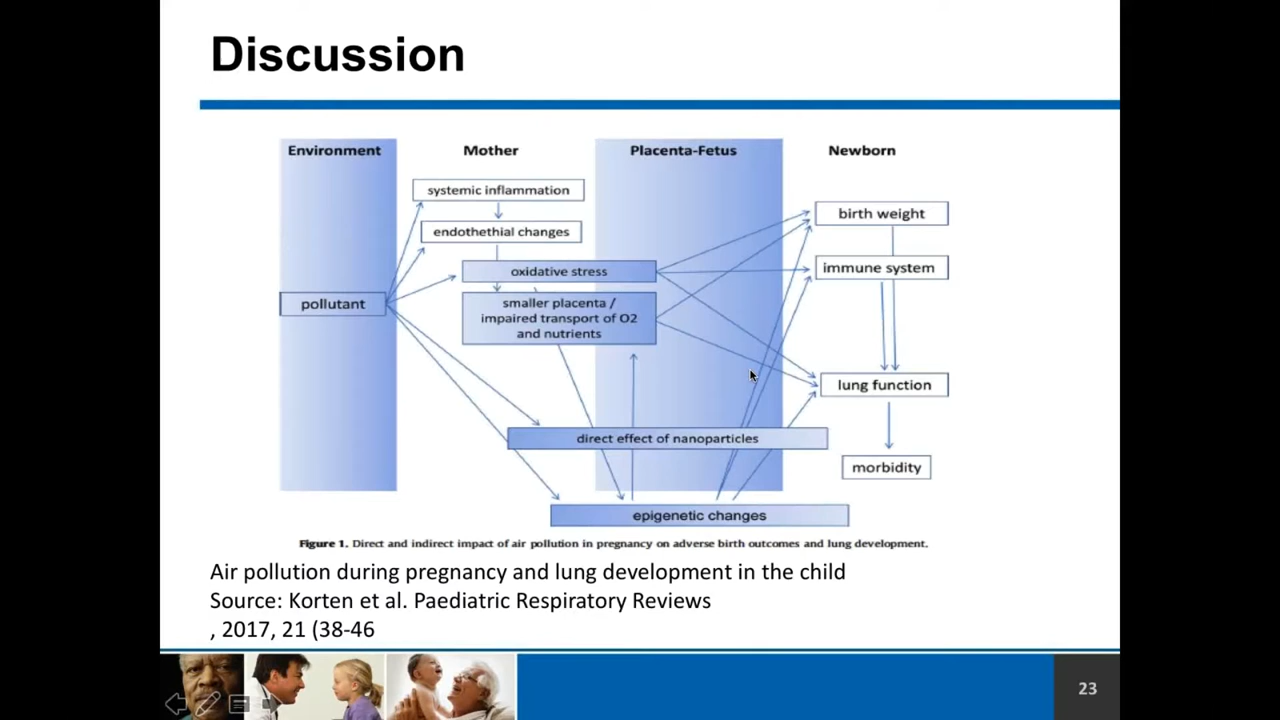 Discussion
Environment
Mother
Placenta-Fetus
Newborn
systemic inflammation
endothethial changes
oxidative stress
smaller placenta /
impaired transport of O2
and nutrients
pollutant
direct effect of nanoparticles
epigenetic changes
birth weight
immune system
lung function
morbidity
Figure 1. Direct and indirect impact of air pollution in pregnancy on adverse birth outcomes and lung development.
Air pollution during pregnancy and lung development in the child
Source: Korten et al. Paediatric Respiratory Reviews
, 2017, 21 (38-46
23